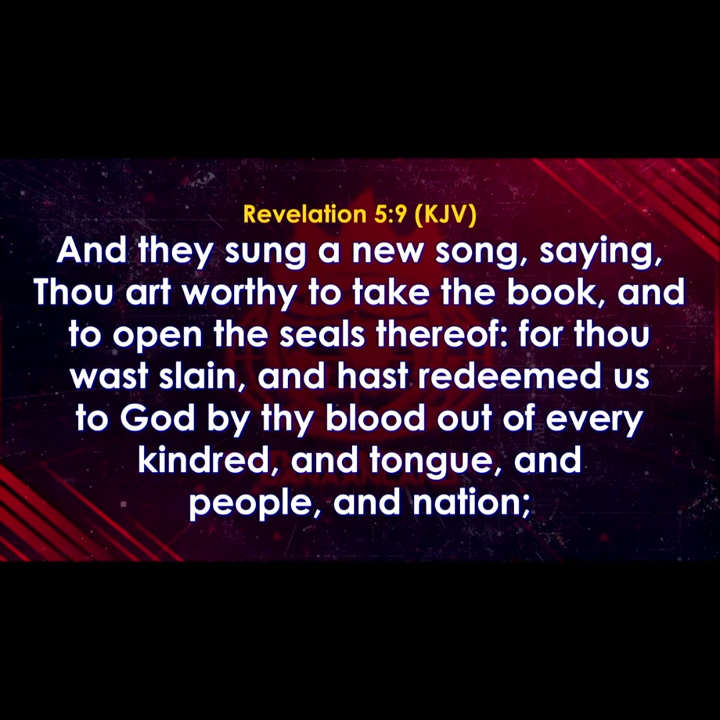 Revelation 5:9 (KJV)
And they sung a new song, saying,
Thou art worthy to take the book, and
to open the seals thereof: for thou
wast slain, and hast redeemed us
to God by thy blood out of every
kindred, and tongue, and
people, and nation;